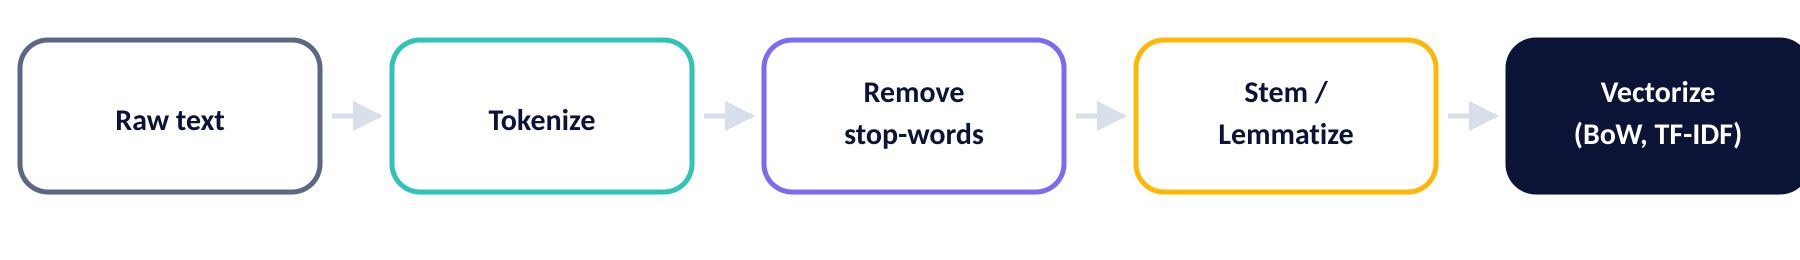 Raw text
Tokenize
Remove
stop-words
Stem /
Lemmatize
Vectorize
(BoW, TF-IDF)